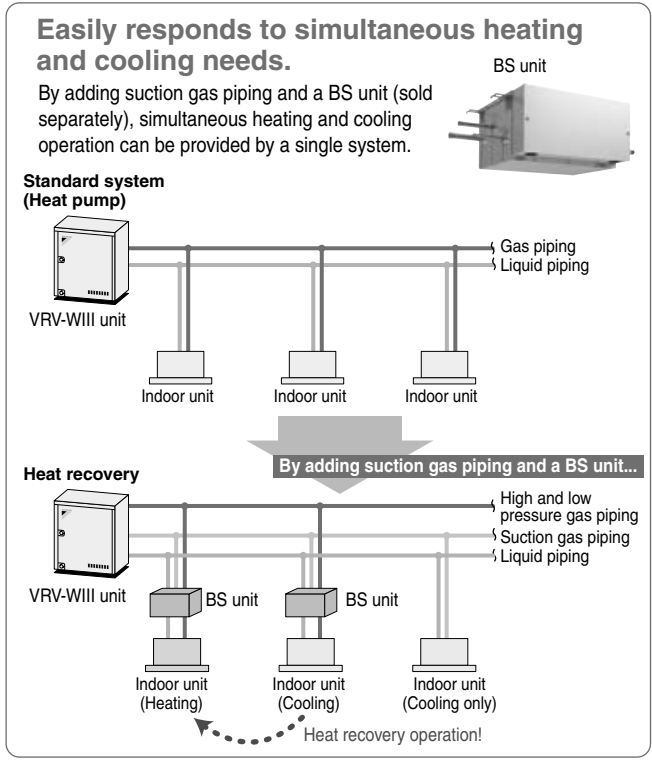 Easily responds to simultaneous heating
and cooling needs.
BS unit
By adding suction gas piping and a BS unit (sold
separately), simultaneous heating and cooling
operation can be provided by a single system.
Standard system
(Heat pump)
Gas piping
Liquid piping
VRV-WIII unit
Indoor unit
Indoor unit
Indoor unit
By adding suction gas piping and a BS unit...
Heat recovery
High and low
pressure gas piping
Suction gas piping
Liquid piping
VRV-WIII unit
BS unit
BS unit
Indoor unit
(Heating)
Indoor unit
(Cooling)
Indoor unit
(Cooling only)
Heat recovery operation!